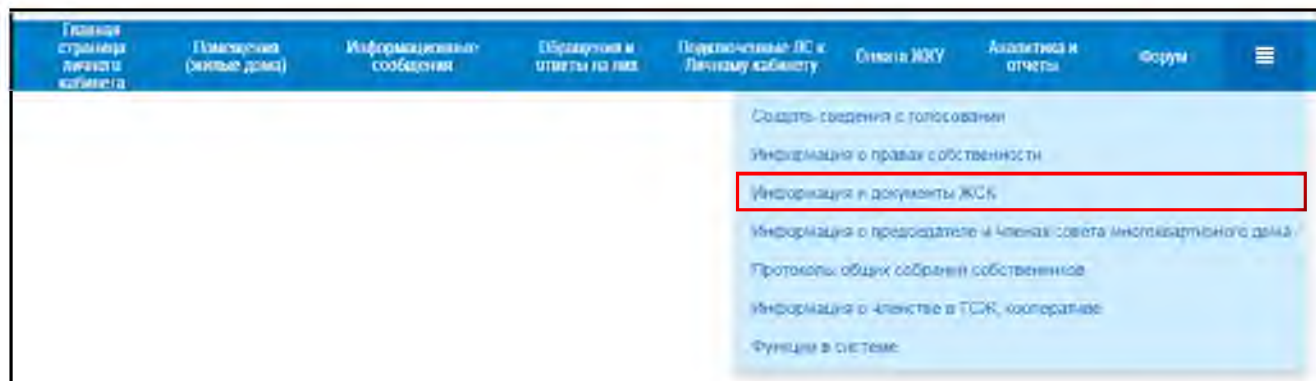 Главная
страница
личного
кабинета
Помещения
(жилые дома)
Информационные
сообщения
Обращения и
ответы на них
Подключенные ЛС к
Личному кабинету
Оплата ЖКУ
Аналитика и
отчеты
Форум
Создать сведения о голосовании
Информация о правах собственности
Информация и документы ЖСК
Информация о председателе и членах совета многоквартирного дома
Протоколы общих собраний собственников
Информация о членстве в ТСЖ, кооперативе
Функции в системе